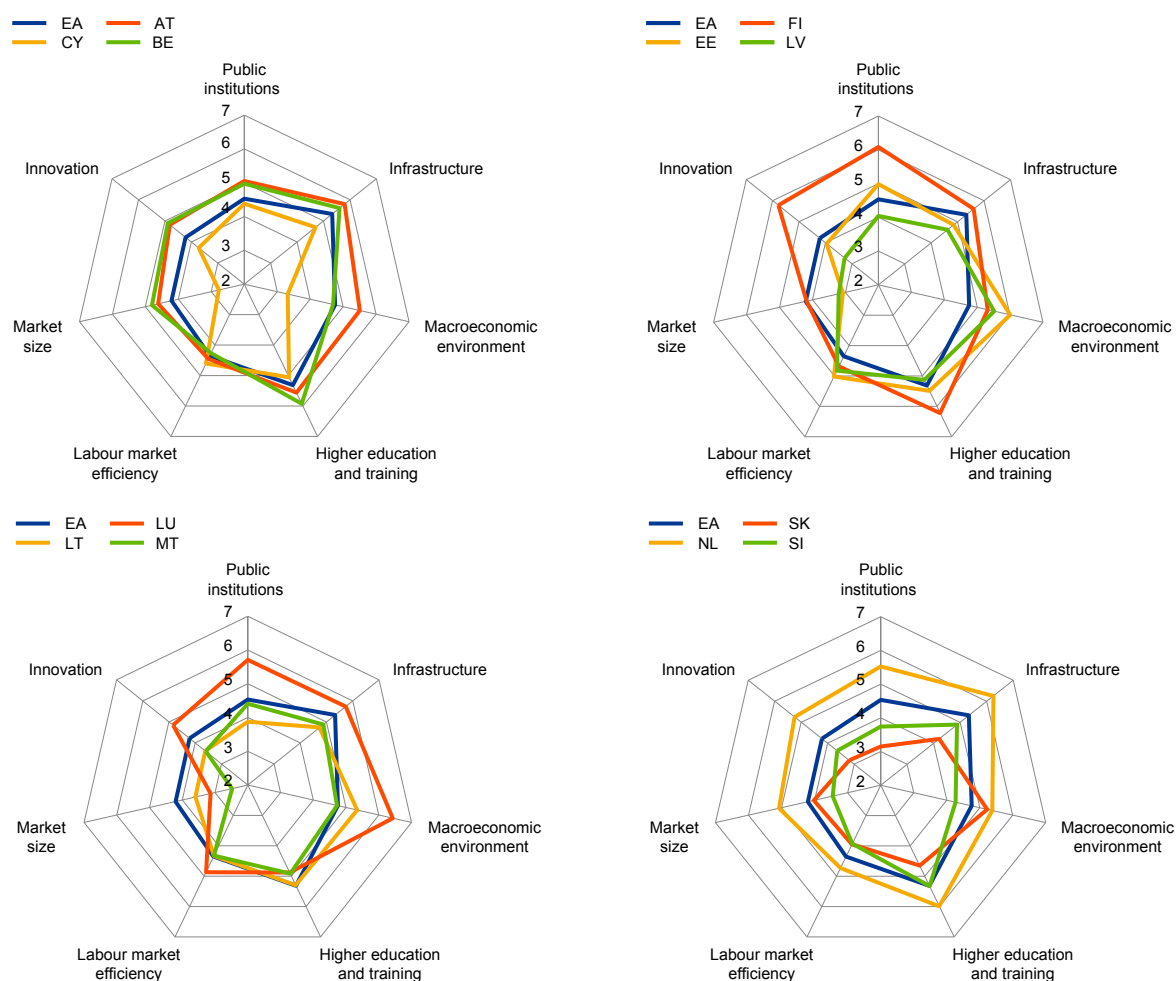 EA AT
CY BE
Public
institutions
7
6
5
4
3
2
Infrastructure
Macroeconomic
environment
Higher education
and training
Labour market
efficiency
Market
size
Innovation
EA FI
EE LV
Public
institutions
7
6
5
4
3
2
Infrastructure
Macroeconomic
environment
Higher education
and training
Labour market
efficiency
Market
size
Innovation
EA LU
LT MT
Public
institutions
7
6
5
4
3
2
Infrastructure
Macroeconomic
environment
Higher education
and training
Labour market
efficiency
Market
size
Innovation
EA SK
NL SI
Public
institutions
7
6
5
4
3
2
Infrastructure
Macroeconomic
environment
Higher education
and training
Labour market
efficiency
Market
size
Innovation